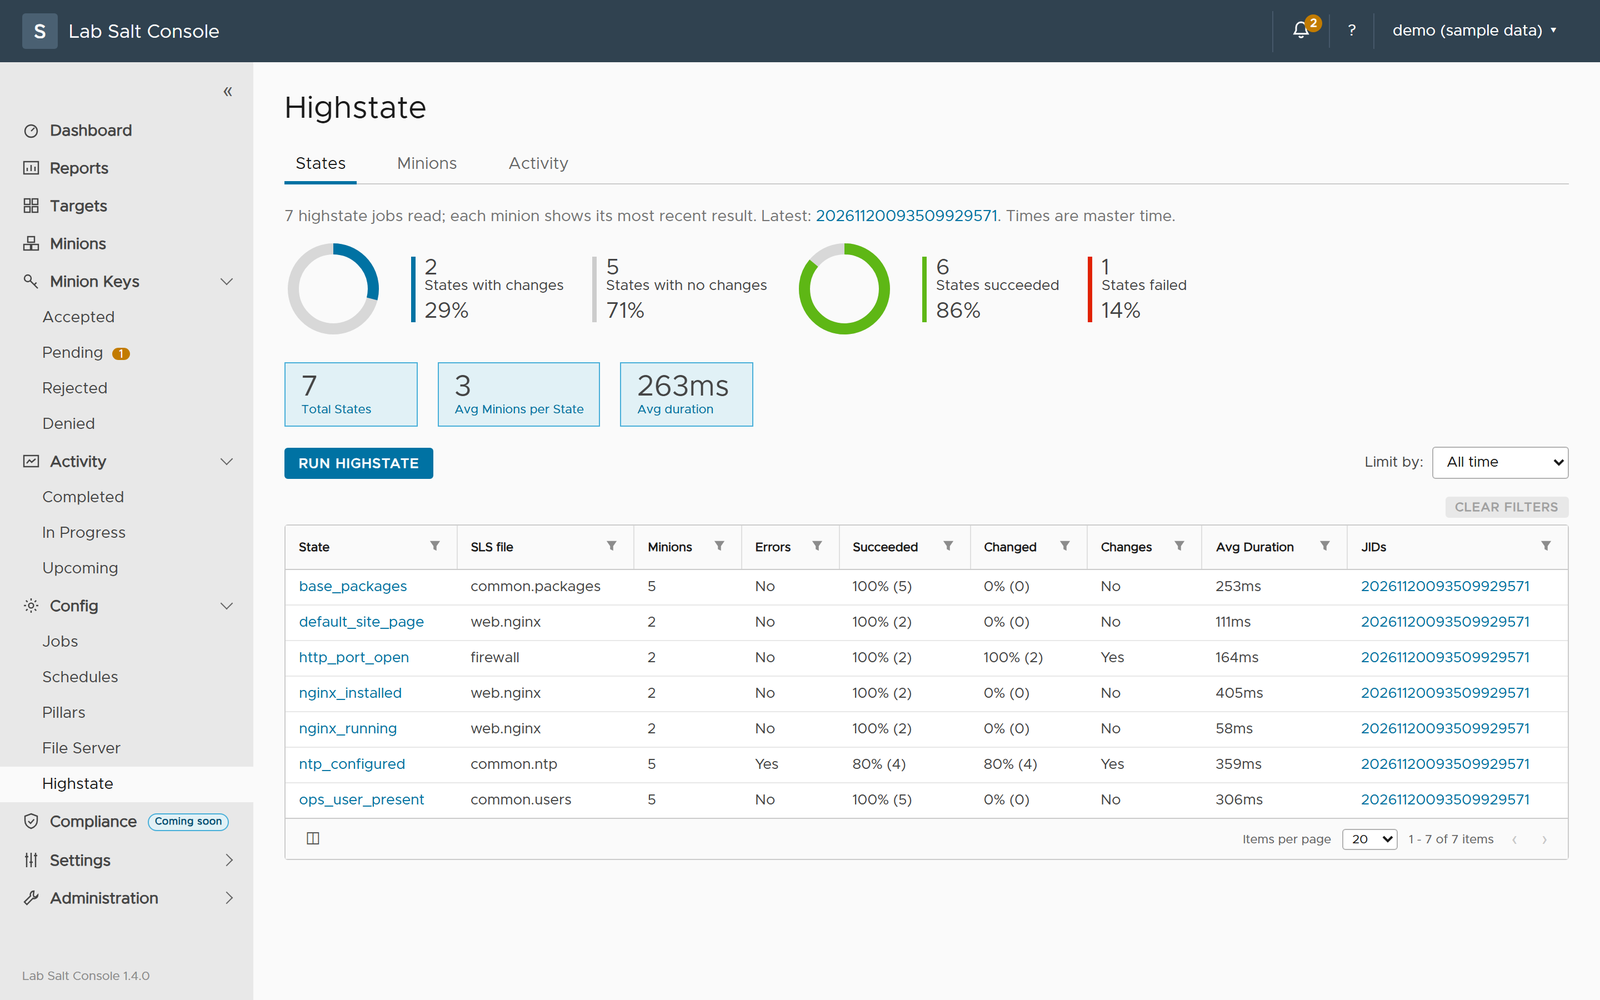 S Lab Salt Console
2 ? demo (sample data)
«
Dashboard
Reports
Targets
Minions
Minion Keys
Accepted
Pending 1
Rejected
Denied
Activity
Completed
In Progress
Upcoming
Config
Jobs
Schedules
Pillars
File Server
Highstate
Compliance Coming soon
Settings
Administration
Lab Salt Console 1.4.0
Highstate
States Minions Activity
7 highstate jobs read; each minion shows its most recent result. Latest: 20261120093509929571. Times are master time.
2
States with changes
29%
5
States with no changes
71%
6
States succeeded
86%
1
States failed
14%
7
Total States
3
Avg Minions per State
263ms
Avg duration
RUN HIGHSTATE
Limit by: All time
CLEAR FILTERS
State SLS file Minions Errors Succeeded Changed Changes Avg Duration JIDs
base_packages common.packages 5 No 100% (5) 0% (0) No 253ms 20261120093509929571
default_site_page web.nginx 2 No 100% (2) 0% (0) No 111ms 20261120093509929571
http_port_open firewall 2 No 100% (2) 100% (2) Yes 164ms 20261120093509929571
nginx_installed web.nginx 2 No 100% (2) 0% (0) No 405ms 20261120093509929571
nginx_running web.nginx 2 No 100% (2) 0% (0) No 58ms 20261120093509929571
ntp_configured common.ntp 5 Yes 80% (4) 80% (4) Yes 359ms 20261120093509929571
ops_user_present common.users 5 No 100% (5) 0% (0) No 306ms 20261120093509929571
Items per page 20 1 - 7 of 7 items ‹ ›